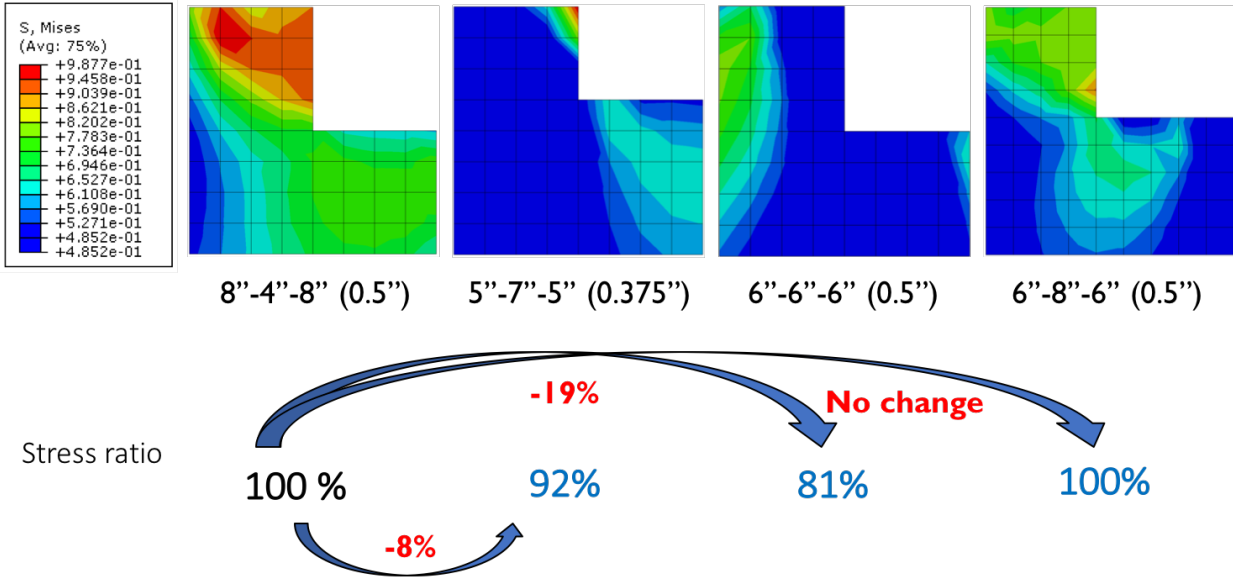 S, Mises
(Avg: 75%)
+9.877e-01
+9.458e-01
+9.039e-01
+8.621e-01
+8.202e-01
+7.783e-01
+7.364e-01
+6.946e-01
+6.527e-01
+6.108e-01
+5.690e-01
+5.271e-01
+4.852e-01
+4.852e-01
8”-4”-8” (0.5”) 5”-7”-5” (0.375”) 6”-6”-6” (0.5”) 6”-8”-6” (0.5”)
-19% No change
Stress ratio
100 % 92% 81% 100%
-8%